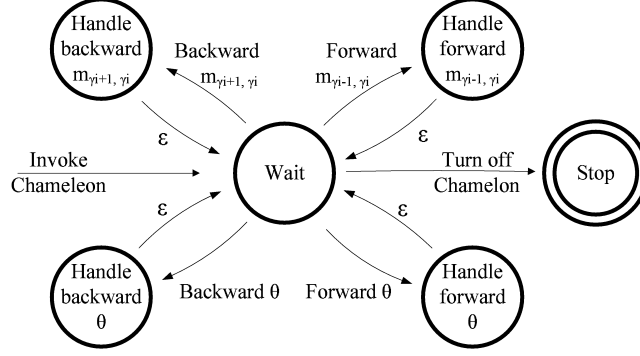 Handle
backward
mγi+1, γi
Backward
mγi+1, γi
Forward
mγi-1, γi
Handle
forward
mγi-1, γi
ε
ε
Invoke
Chameleon
Wait
Turn off
Chamelon
Stop
ε
ε
Handle
backward
θ
Backward θ
Forward θ
Handle
forward
θ